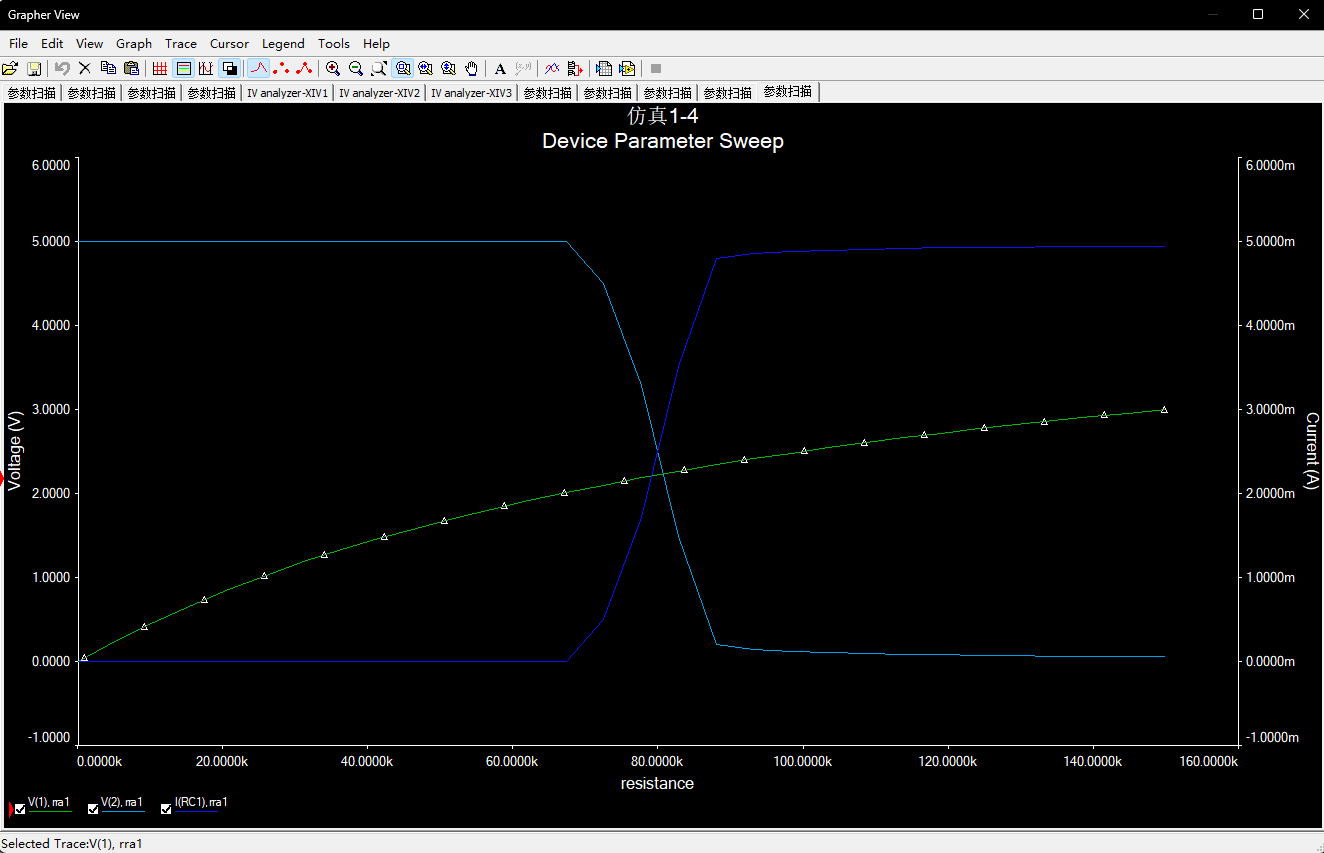 Grapher View
File Edit View Graph Trace Cursor Legend Tools Help
参数扫描 参数扫描 参数扫描 参数扫描 IV analyzer-XIV1 IV analyzer-XIV2 IV analyzer-XIV3 参数扫描 参数扫描 参数扫描 参数扫描 参数扫描
仿真1-4
Device Parameter Sweep
6.0000
5.0000
4.0000
3.0000
2.0000
1.0000
0.0000
-1.0000
Voltage (V)
6.0000m
5.0000m
4.0000m
3.0000m
2.0000m
1.0000m
0.0000m
-1.0000m
Current (A)
0.0000k 20.0000k 40.0000k 60.0000k 80.0000k 100.0000k 120.0000k 140.0000k 160.0000k
resistance
V(1), rra1 V(2), rra1 I(RC1), rra1
Selected Trace:V(1), rra1